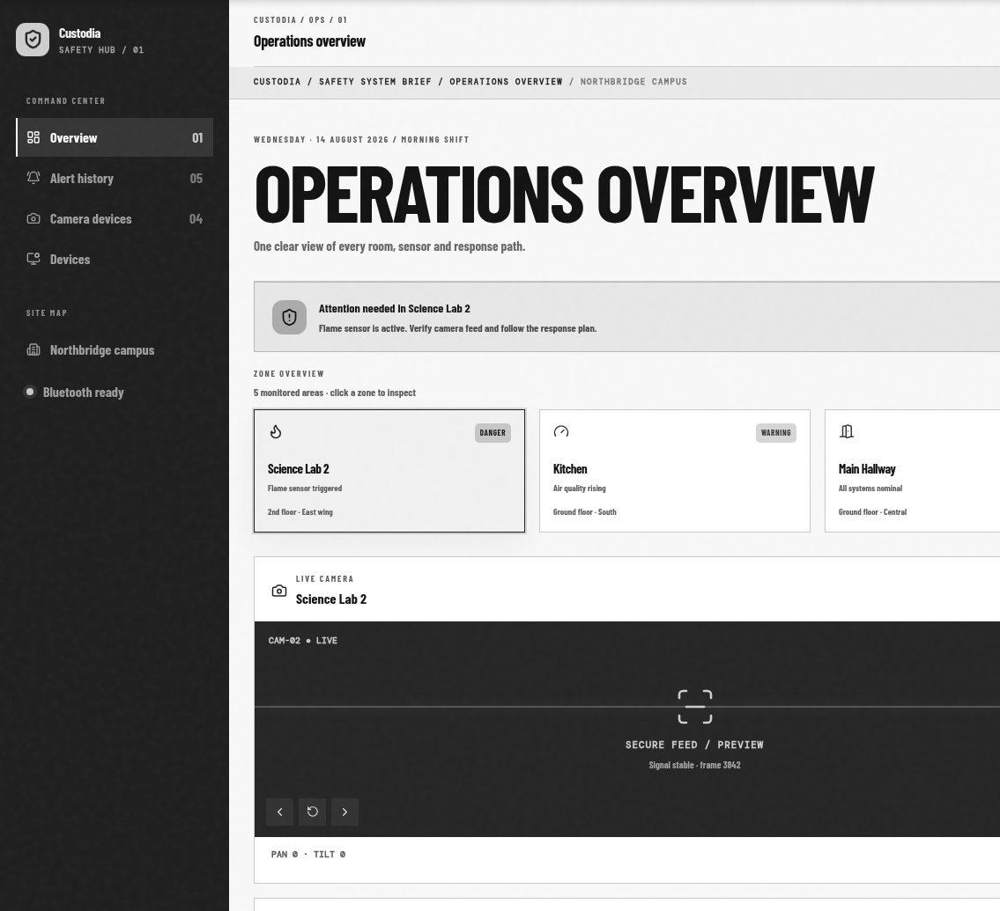 Custodia
SAFETY HUB / 01
COMMAND CENTER
Overview 01
Alert history 05
Camera devices 04
Devices
SITE MAP
Northbridge campus
Bluetooth ready
CUSTODIA / OPS / 01
Operations overview
CUSTODIA / SAFETY SYSTEM BRIEF / OPERATIONS OVERVIEW / NORTHBRIDGE CAMPUS
WEDNESDAY · 14 AUGUST 2026 / MORNING SHIFT
OPERATIONS OVERVIEW
One clear view of every room, sensor and response path.
Attention needed in Science Lab 2
Flame sensor is active. Verify camera feed and follow the response plan.
ZONE OVERVIEW
5 monitored areas · click a zone to inspect
DANGER
Science Lab 2
Flame sensor triggered
2nd floor · East wing
WARNING
Kitchen
Air quality rising
Ground floor · South
Main Hallway
All systems nominal
Ground floor · Central
LIVE CAMERA
Science Lab 2
CAM-02 ● LIVE
SECURE FEED / PREVIEW
Signal stable · frame 3842
PAN 0 · TILT 0